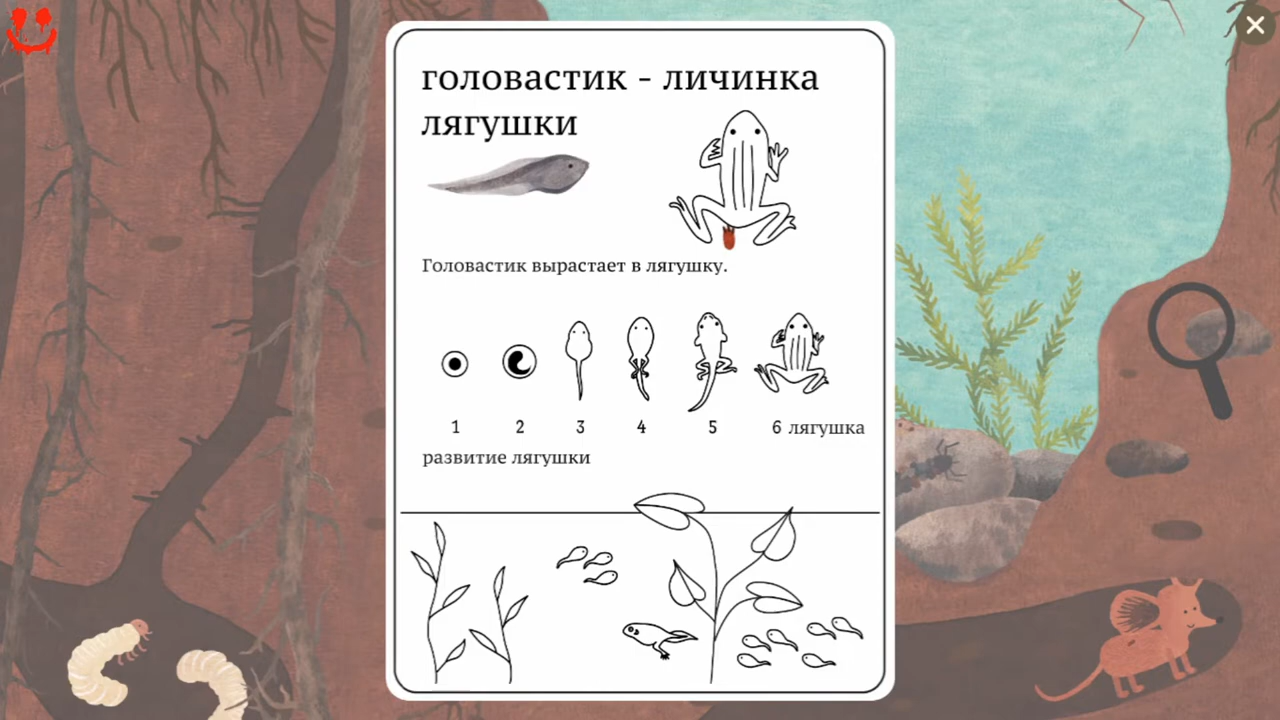 головастик - личинка
лягушки
Головастик вырастает в лягушку.
1 2 3 4 5 6 лягушка
развитие лягушки